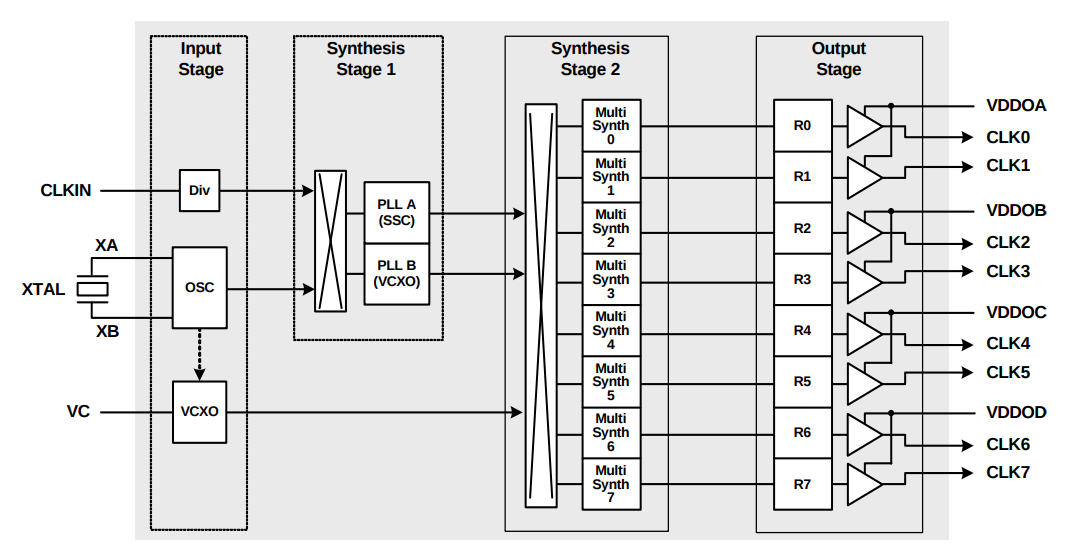 Input
Stage
Synthesis
Stage 1
Synthesis
Stage 2
Output
Stage
CLKIN
Div
XA
XTAL
XB
OSC
VC
VCXO
PLL A
(SSC)
PLL B
(VCXO)
Multi
Synth
0
Multi
Synth
1
Multi
Synth
2
Multi
Synth
3
Multi
Synth
4
Multi
Synth
5
Multi
Synth
6
Multi
Synth
7
R0
R1
R2
R3
R4
R5
R6
R7
VDDOA
CLK0
CLK1
VDDOB
CLK2
CLK3
VDDOC
CLK4
CLK5
VDDOD
CLK6
CLK7